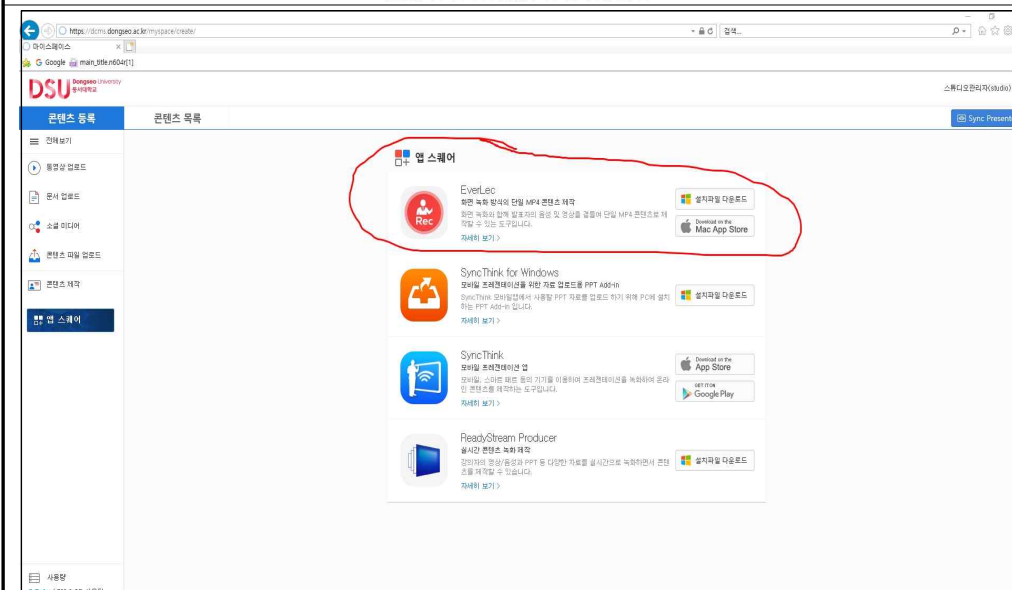 https://dcms.dongseo.ac.kr/myspace/create/
검색...
마이스페이스
Google
main_title.n604r[1]
DSU Dongseo University
동서대학교
스튜디오관리자(studio)
콘텐츠 등록
콘텐츠 목록
Sync Present
전체보기
동영상 업로드
문서 업로드
소셜 미디어
콘텐츠 파일 업로드
콘텐츠 제작
앱 스퀘어
앱 스퀘어
Rec
EverLec
화면 녹화 방식의 단일 MP4 콘텐츠 제작
화면 녹화와 함께 발표자의 음성 및 영상을 결합하여 단일 MP4 콘텐츠로 제
작할 수 있는 도구입니다.
자세히 보기 >
설치파일 다운로드
Download on the
Mac App Store
SyncThink for Windows
모바일 프레젠테이션을 위한 자료 업로드용 PPT Add-in
SyncThink 모바일앱에서 사용할 PPT 자료를 업로드 하기 위해 PC에 설치
하는 PPT Add-in 입니다.
자세히 보기 >
설치파일 다운로드
SyncThink
모바일 프레젠테이션 앱
모바일, 스마트 패드 등의 기기를 이용하여 프레젠테이션을 녹화하여 온라
인 콘텐츠를 제작하는 도구입니다.
자세히 보기 >
Download on the
App Store
GET IT ON
Google Play
ReadyStream Producer
실시간 콘텐츠 녹화 제작
강의자의 영상/음성과 PPT 등 다양한 자료를 실시간으로 녹화하면서 콘텐
츠를 제작할 수 있습니다.
자세히 보기 >
설치파일 다운로드
사용량